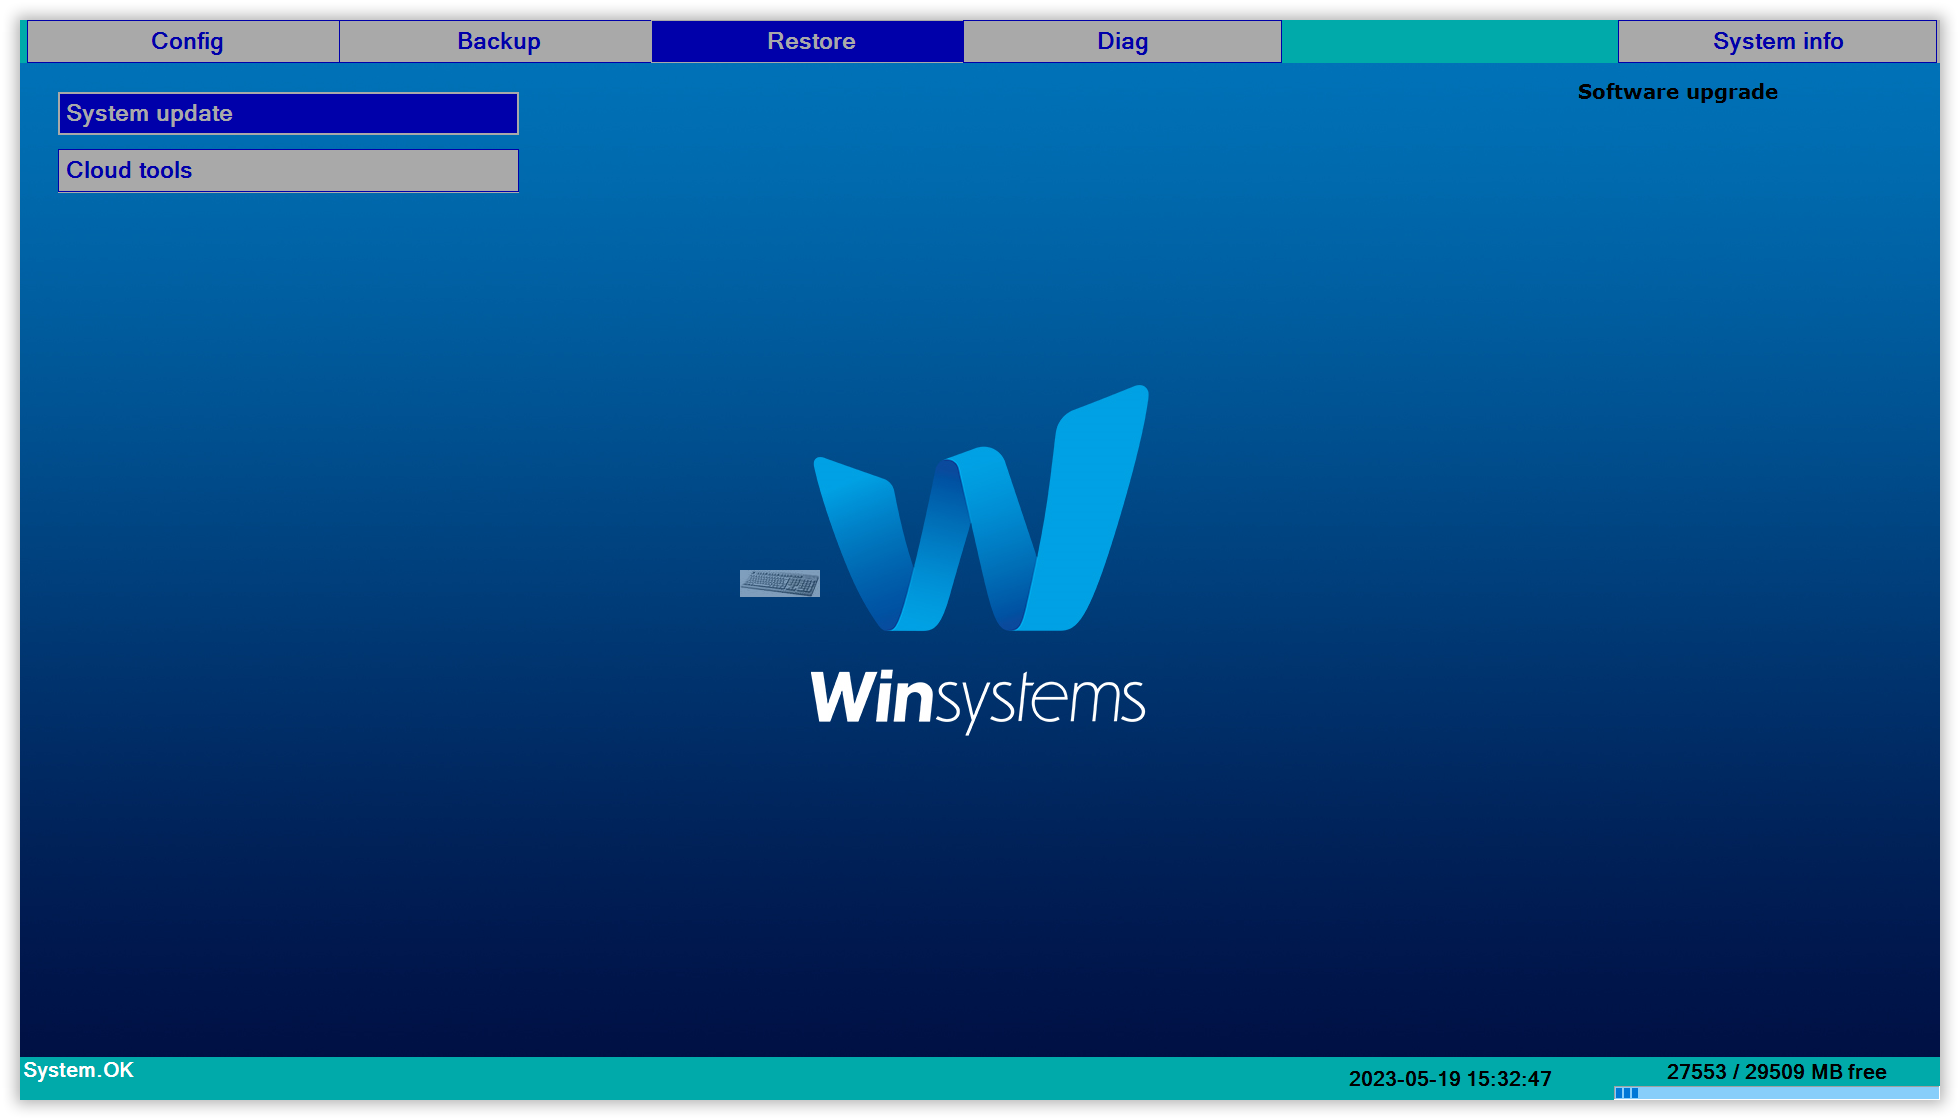 Config
Backup
Restore
Diag
System info
System update
Software upgrade
Cloud tools
Winsystems
System.OK
2023-05-19 15:32:47
27553 / 29509 MB free